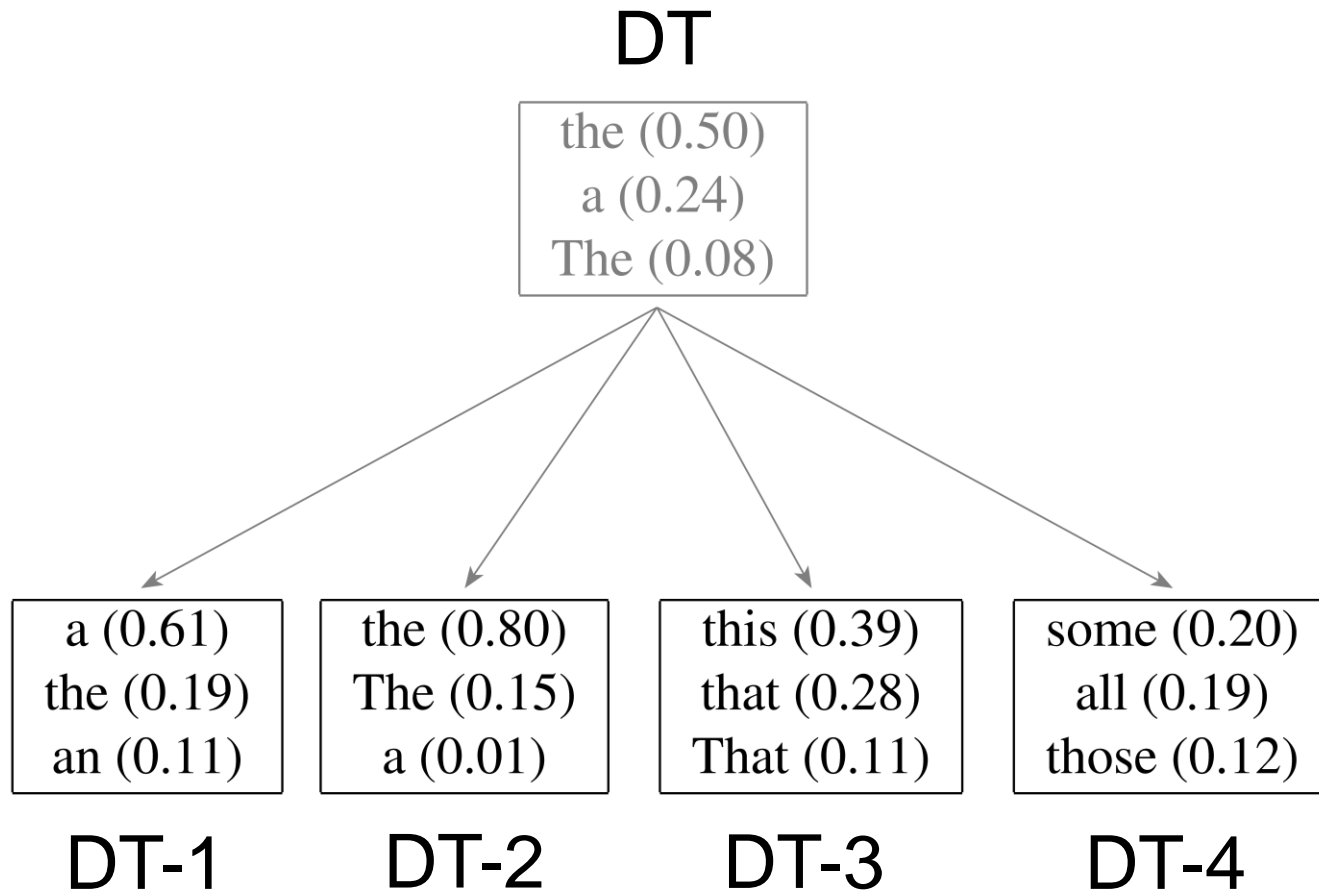 DT
the (0.50)
a (0.24)
The (0.08)
a (0.61)
the (0.19)
an (0.11)
DT-1
the (0.80)
The (0.15)
a (0.01)
DT-2
this (0.39)
that (0.28)
That (0.11)
DT-3
some (0.20)
all (0.19)
those (0.12)
DT-4